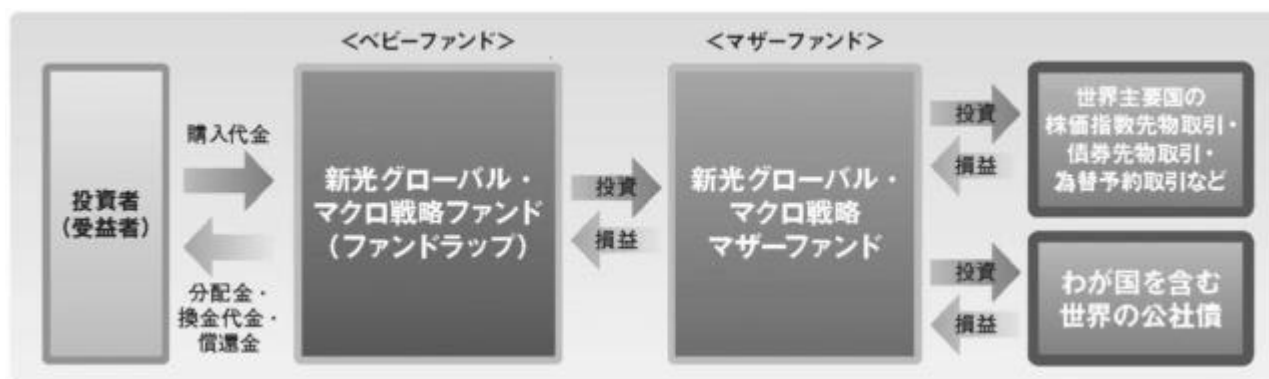 <ベビーファンド>
<マザーファンド>
投資者
(受益者)
購入代金
分配金・
換金代金・
償還金
新光グローバル・
マクロ戦略ファンド
(ファンドラップ)
投資
損益
新光グローバル・
マクロ戦略
マザーファンド
投資
損益
世界主要国の
株価指数先物取引・
債券先物取引・
為替予約取引など
投資
損益
わが国を含む
世界の公社債